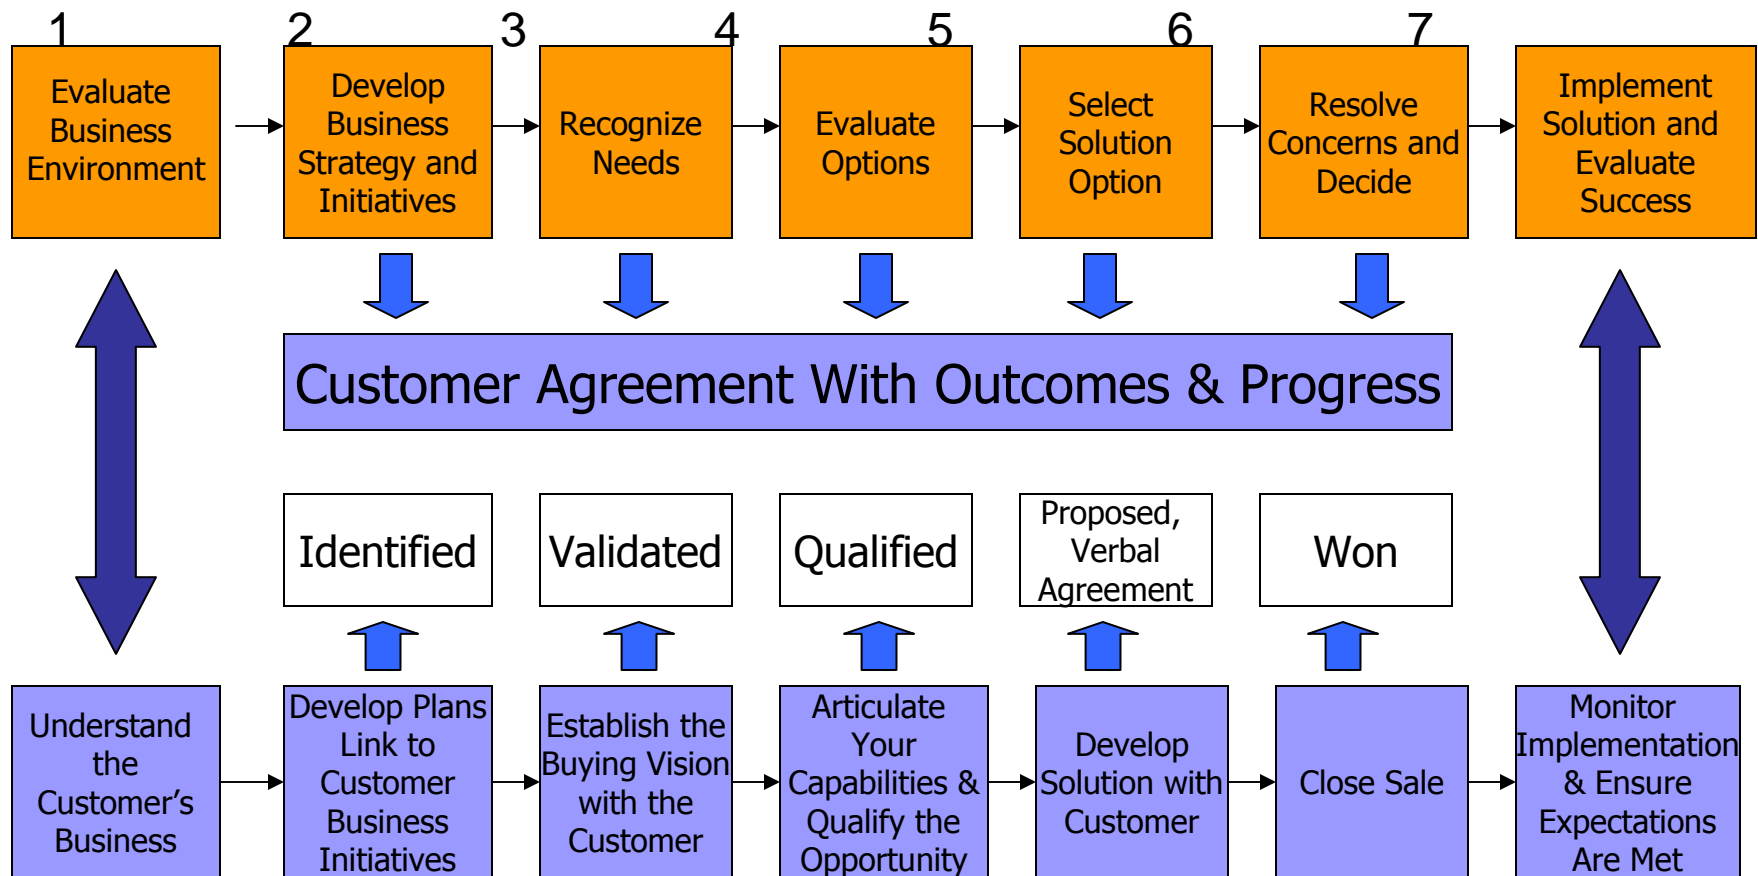 1 2 3 4 5 6 7
Evaluate
Business
Environment
Develop
Business
Strategy and
Initiatives
Recognize
Needs
Evaluate
Options
Select
Solution
Option
Resolve
Concerns and
Decide
Implement
Solution and
Evaluate
Success
Customer Agreement With Outcomes & Progress
Identified
Validated
Qualified
Proposed,
Verbal
Agreement
Won
Understand
the
Customer’s
Business
Develop Plans
Link to
Customer
Business
Initiatives
Establish the
Buying Vision
with the
Customer
Articulate
Your
Capabilities &
Qualify the
Opportunity
Develop
Solution with
Customer
Close Sale
Monitor
Implementation
& Ensure
Expectations
Are Met